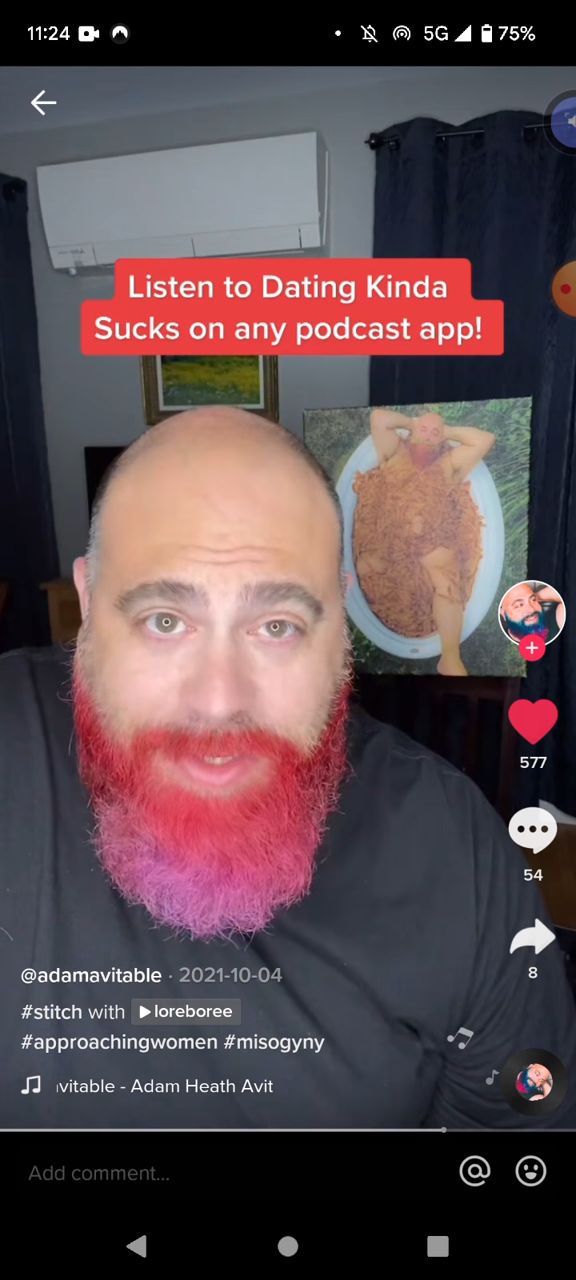 11:24
5G
75%
Listen to Dating Kinda
Sucks on any podcast app!
577
54
8
@adamavitable · 2021-10-04
#stitch with loreboree
#approachingwomen #misogyny
vitable - Adam Heath Avit
Add comment...